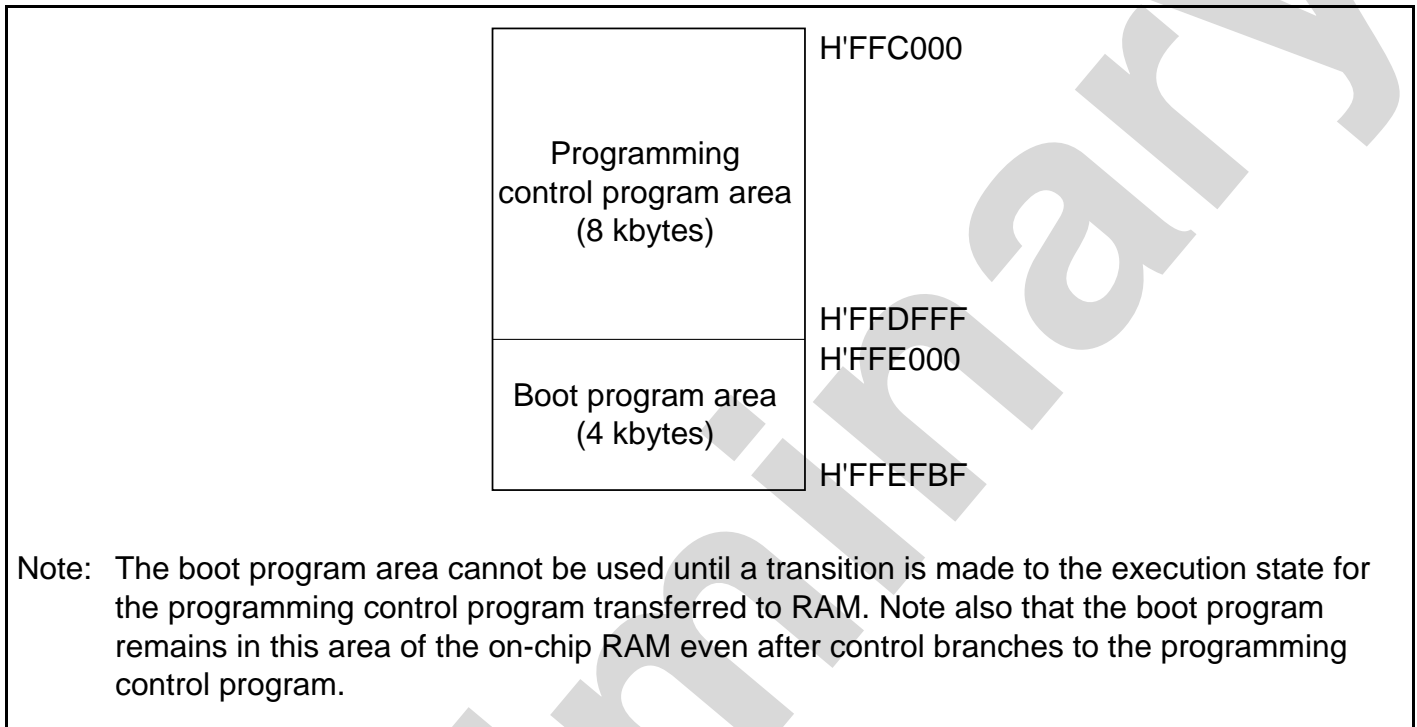 H'FFC000
Programming
control program area
(8 kbytes)
H'FFDFFF
H'FFE000
Boot program area
(4 kbytes)
H'FFEFBF
Note: The boot program area cannot be used until a transition is made to the execution state for
the programming control program transferred to RAM. Note also that the boot program
remains in this area of the on-chip RAM even after control branches to the programming
control program.
minary